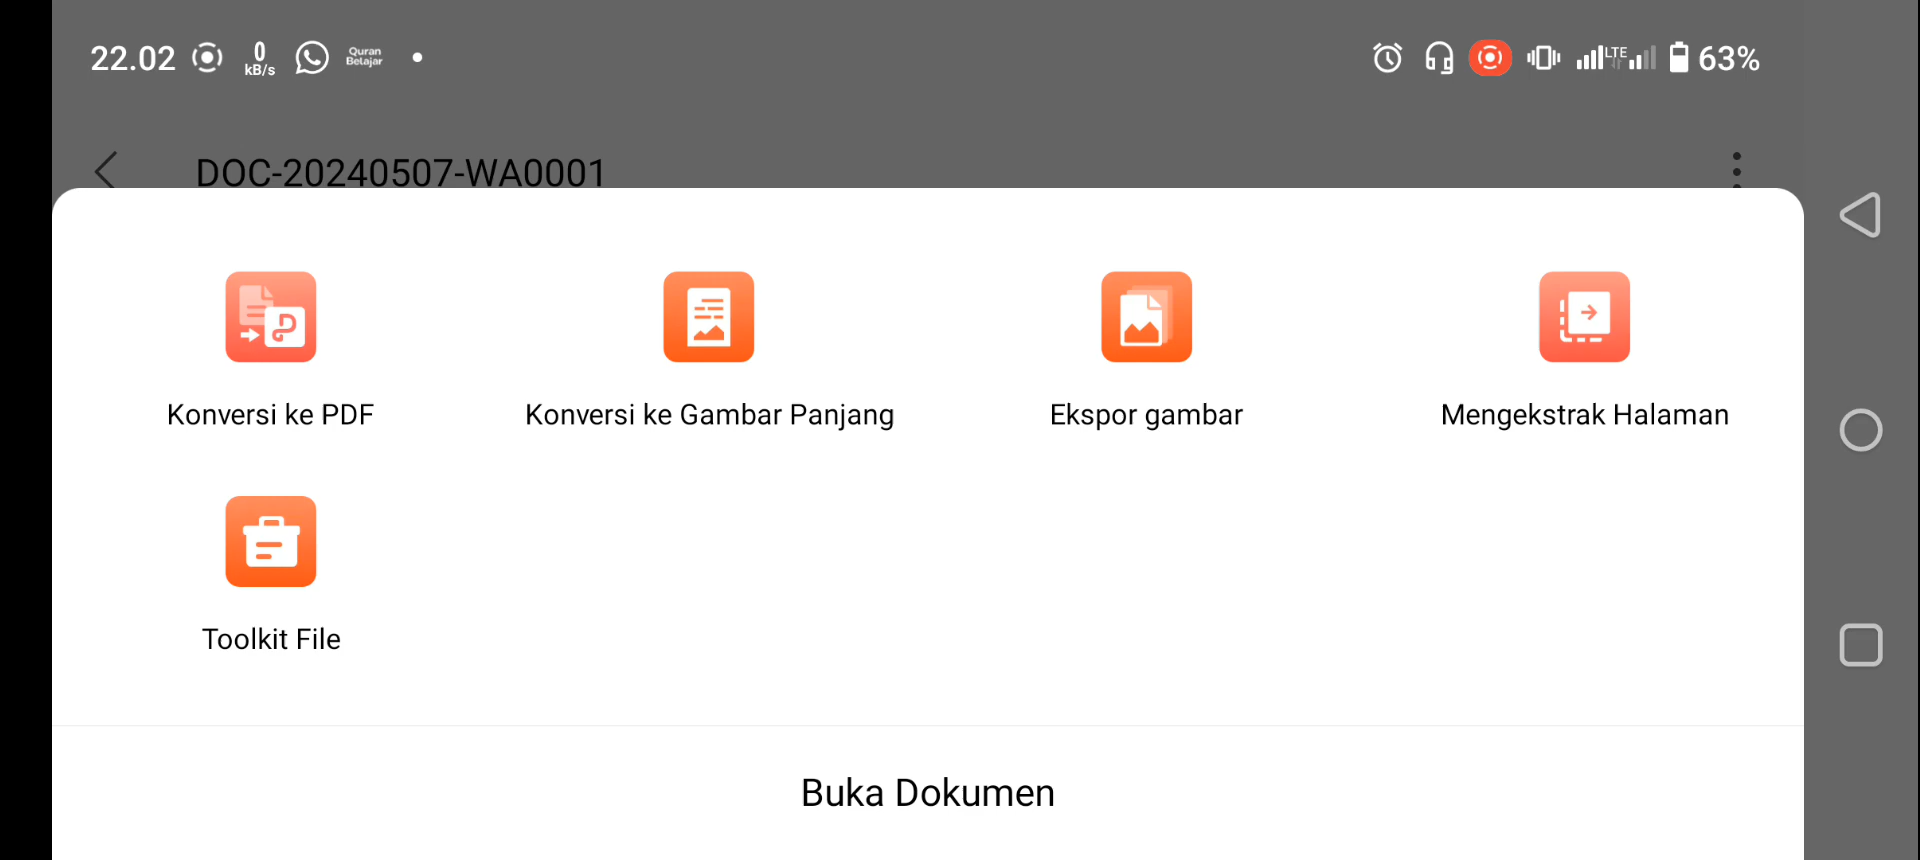 22.02 0 kB/s Quran Belajar LTE 63%
DOC-20240507-WA0001
Konversi ke PDF Konversi ke Gambar Panjang Ekspor gambar Mengekstrak Halaman
Toolkit File
Buka Dokumen